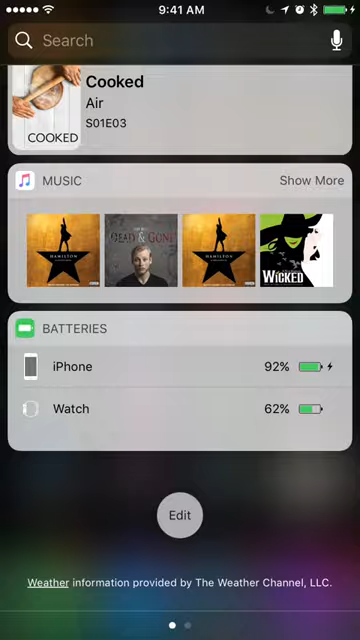 9:41 AM
Search
COOKED
Cooked
Air
S01E03
MUSIC
Show More
HAMILTON
DEAD & GONE
HAMILTON
WICKED
BATTERIES
iPhone
92%
Watch
62%
Edit
Weather information provided by The Weather Channel, LLC.